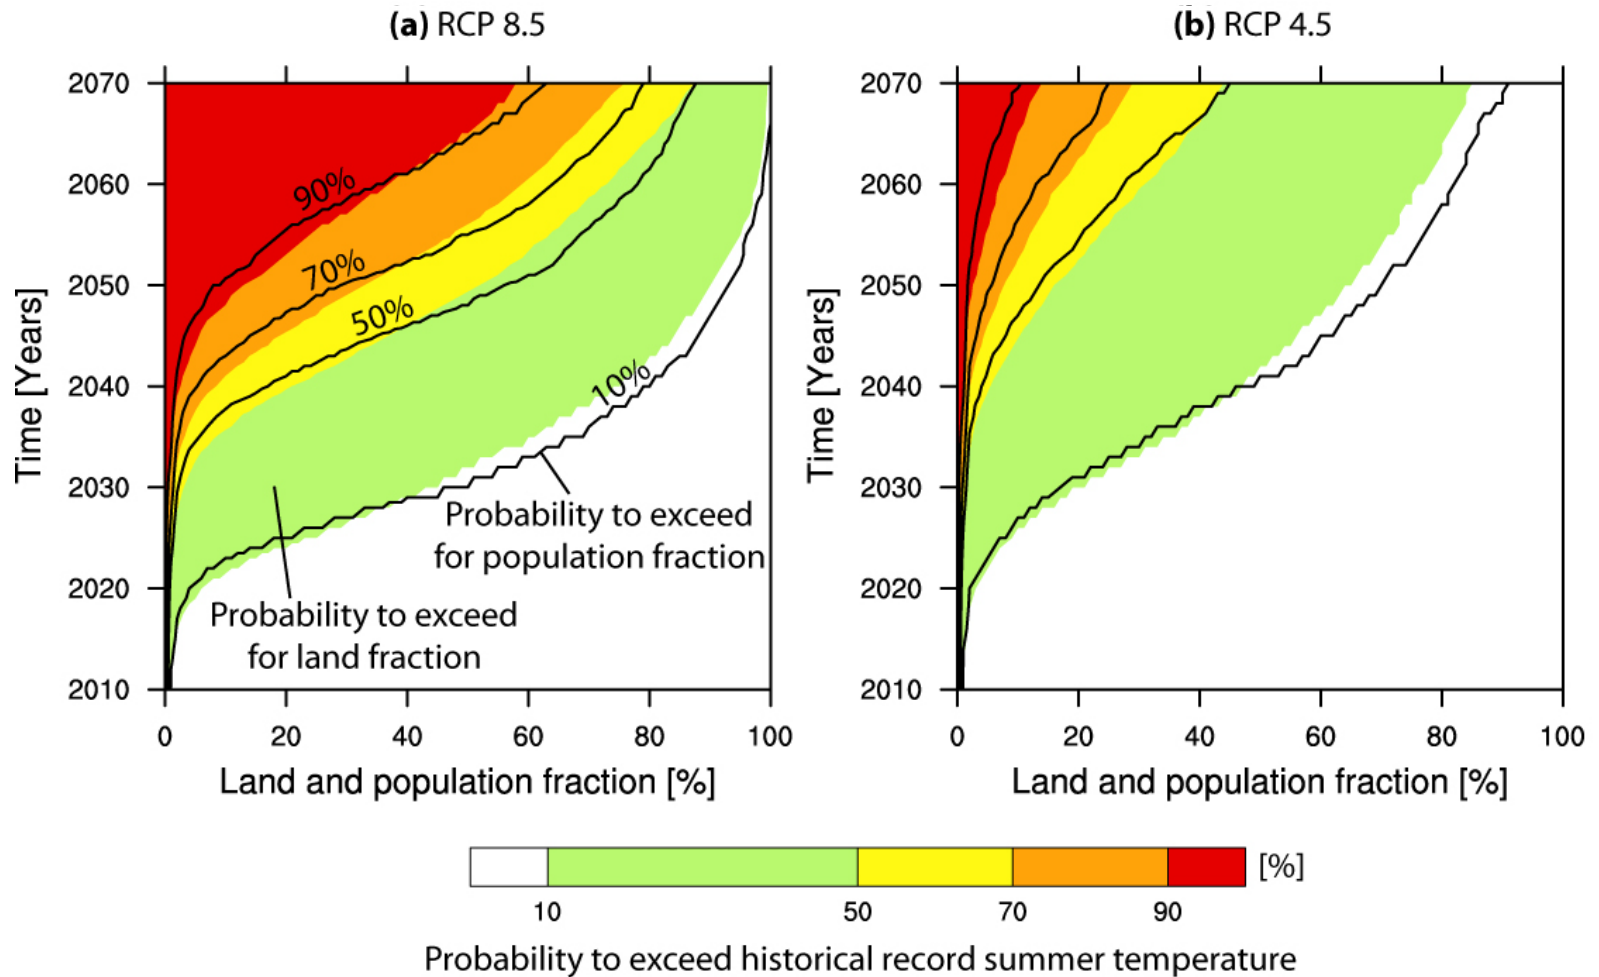 (a) RCP 8.5
(b) RCP 4.5
2070
2060
2050
2040
2030
2020
2010
Time [Years]
90%
70%
50%
10%
Probability to exceed
for population fraction
Probability to exceed
for land fraction
0 20 40 60 80 100
Land and population fraction [%]
2070
2060
2050
2040
2030
2020
2010
Time [Years]
0 20 40 60 80 100
Land and population fraction [%]
[%]
10 50 70 90
Probability to exceed historical record summer temperature